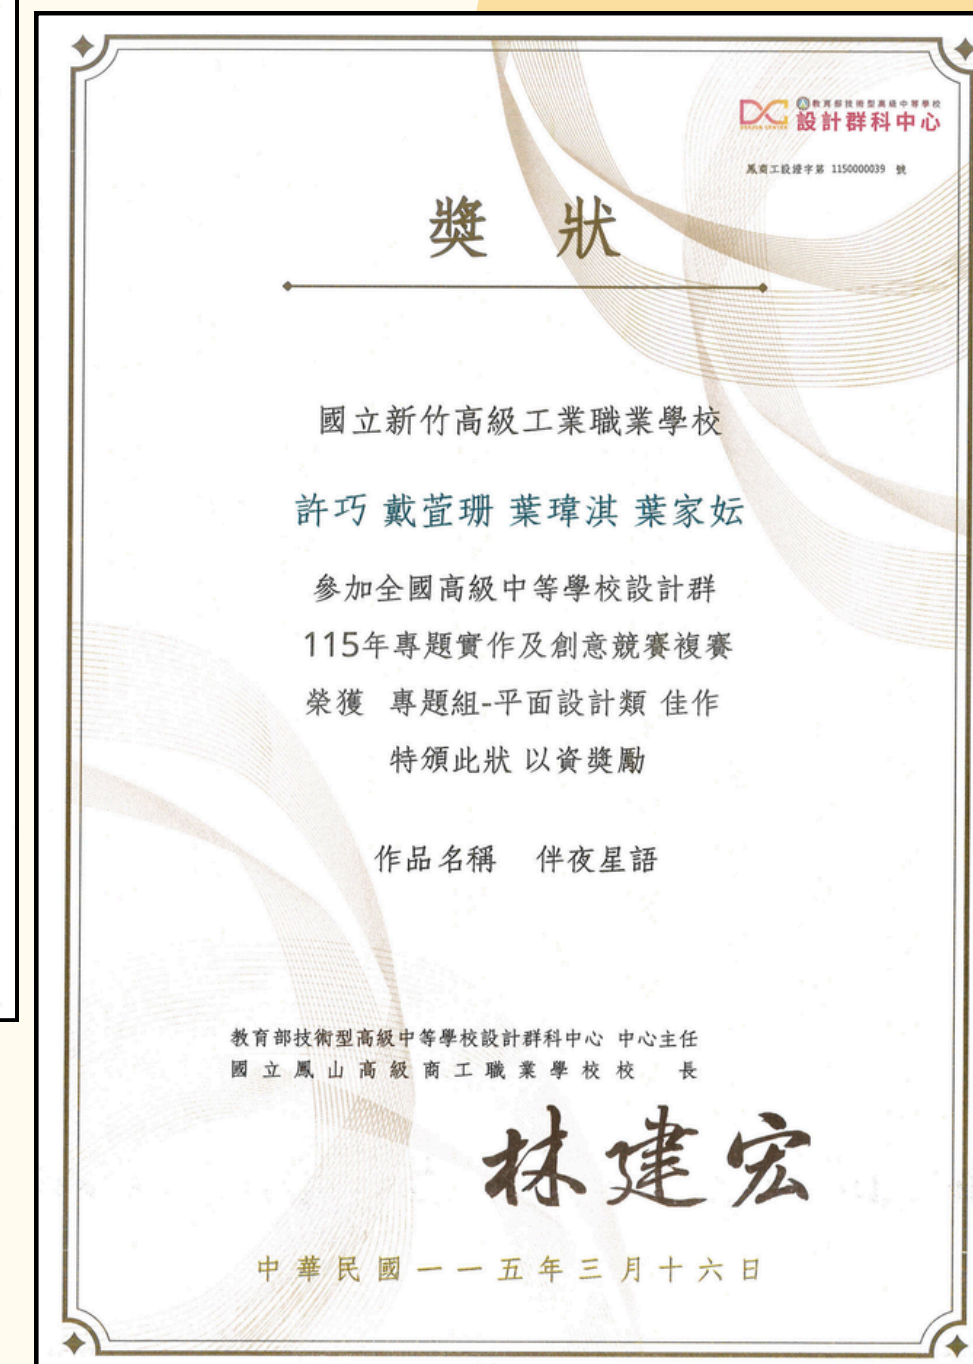 教育部技術型高級中等學校
設計群科中心
DESIGN CENTER
鳳商工設證字第 1150000039 號
獎狀
國立新竹高級工業職業學校
許巧 戴萱珊 葉瑋淇 葉家妘
參加全國高級中等學校設計群
115年專題實作及創意競賽複賽
榮獲 專題組-平面設計類 佳作
特頒此狀 以資獎勵
作品名稱 伴夜星語
教育部技術型高級中等學校設計群科中心 中心主任
國立鳳山高級商工職業學校校 長
林建宏
中華民國一一五年三月十六日